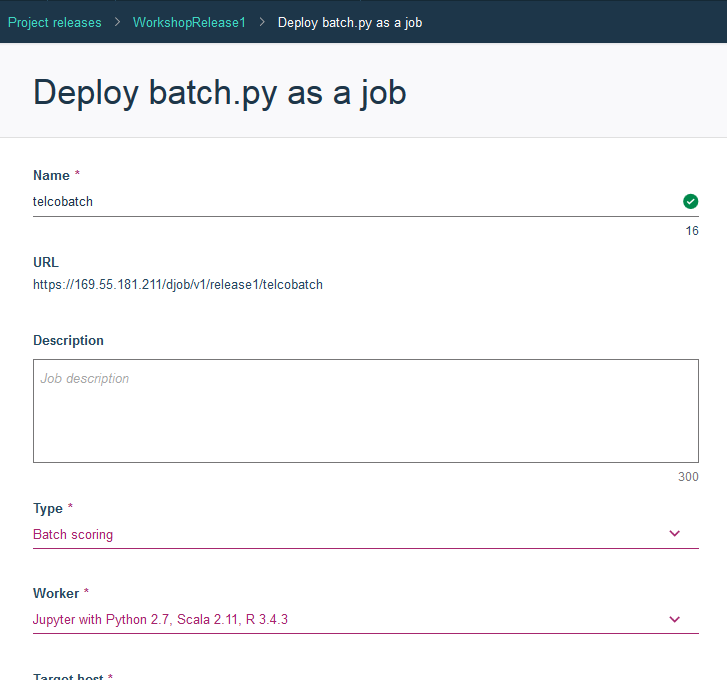 Project releases > WorkshopRelease1 > Deploy batch.py as a job
Deploy batch.py as a job
Name *
telcobatch
16
URL
https://169.55.181.211/djob/v1/release1/telcobatch
Description
Job description
300
Type *
Batch scoring
Worker *
Jupyter with Python 2.7, Scala 2.11, R 3.4.3
Target host *